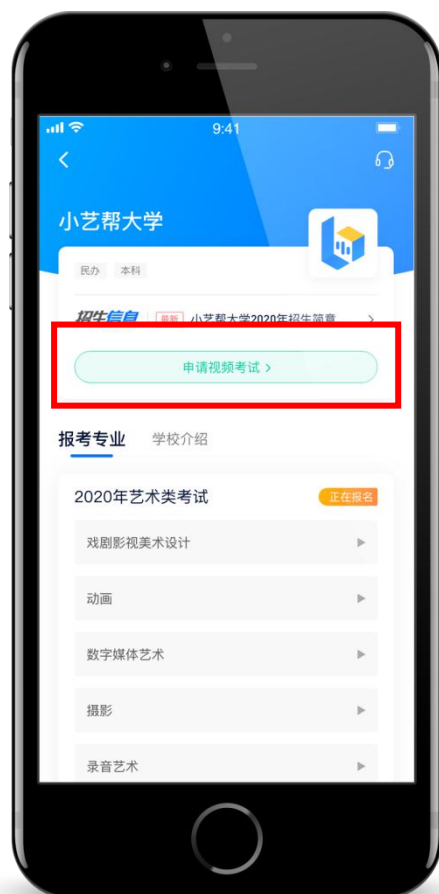 9:41
小艺帮大学
民办 本科
招生信息 最新 小艺帮大学2020年招生简章 >
申请视频考试 >
报考专业 学校介绍
2020年艺术类考试 正在报名
戏剧影视美术设计
动画
数字媒体艺术
摄影
录音艺术